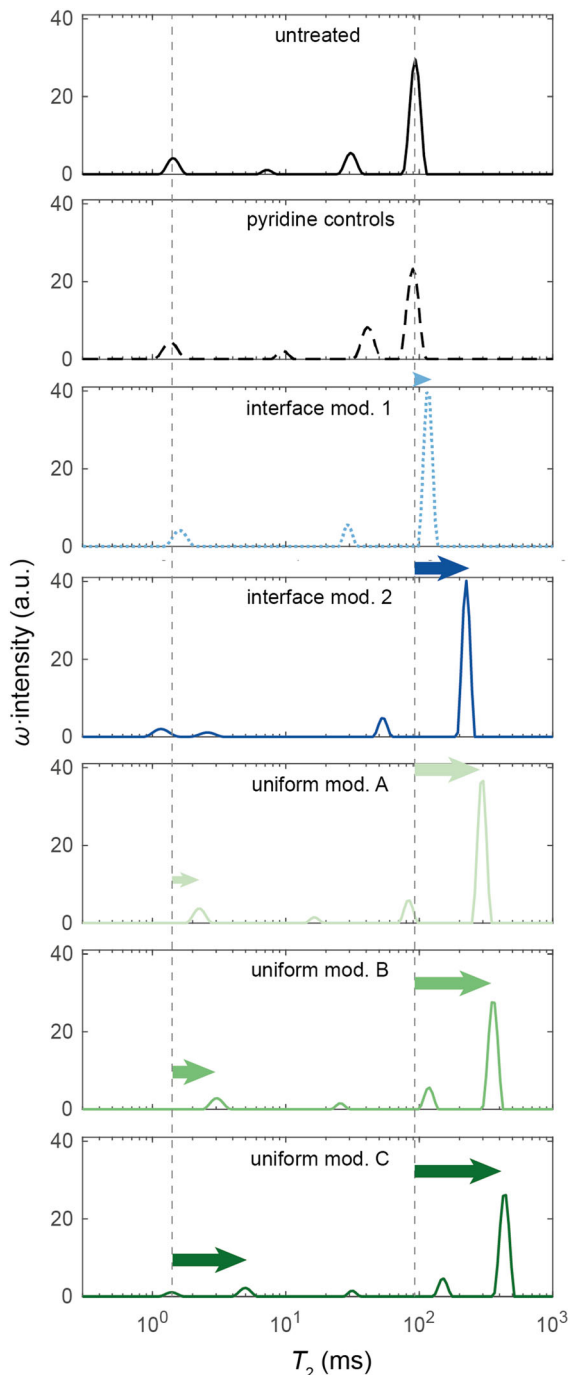 untreated
40
20
0
pyridine controls
40
20
0
interface mod. 1
40
20
0
interface mod. 2
40
20
0
ω·intensity (a.u.)
uniform mod. A
40
20
0
uniform mod. B
40
20
0
uniform mod. C
40
20
0
10⁰ 10¹ 10² 10³
T₂ (ms)